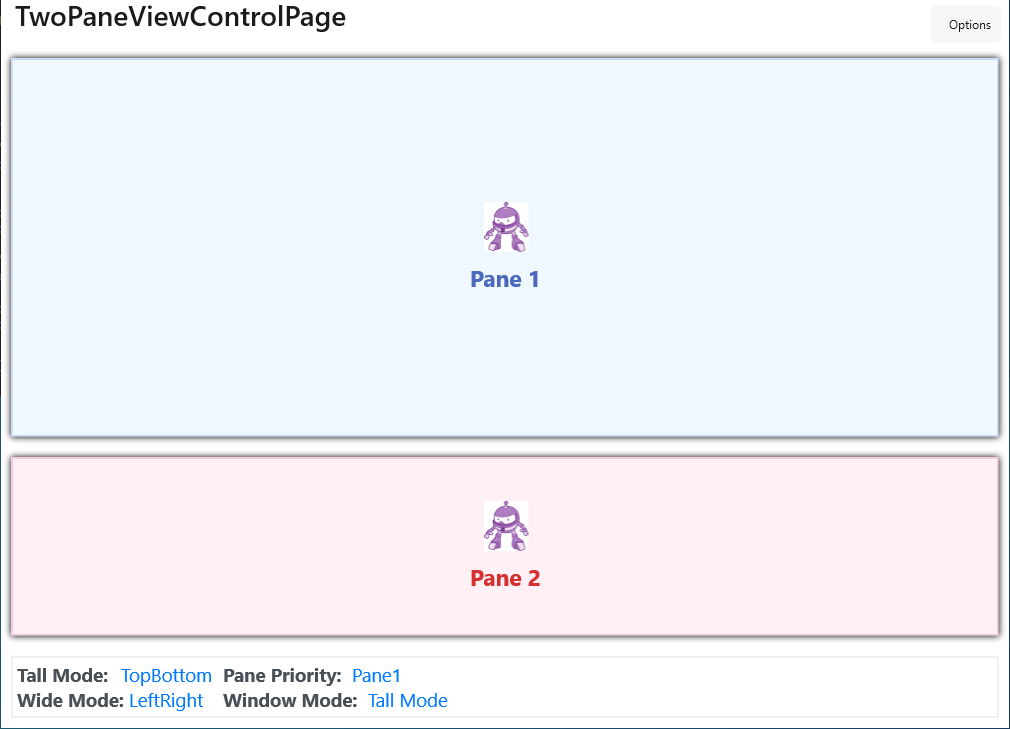 TwoPaneViewControlPage
Options
Pane 1
Pane 2
Tall Mode: TopBottom Pane Priority: Pane1
Wide Mode: LeftRight Window Mode: Tall Mode